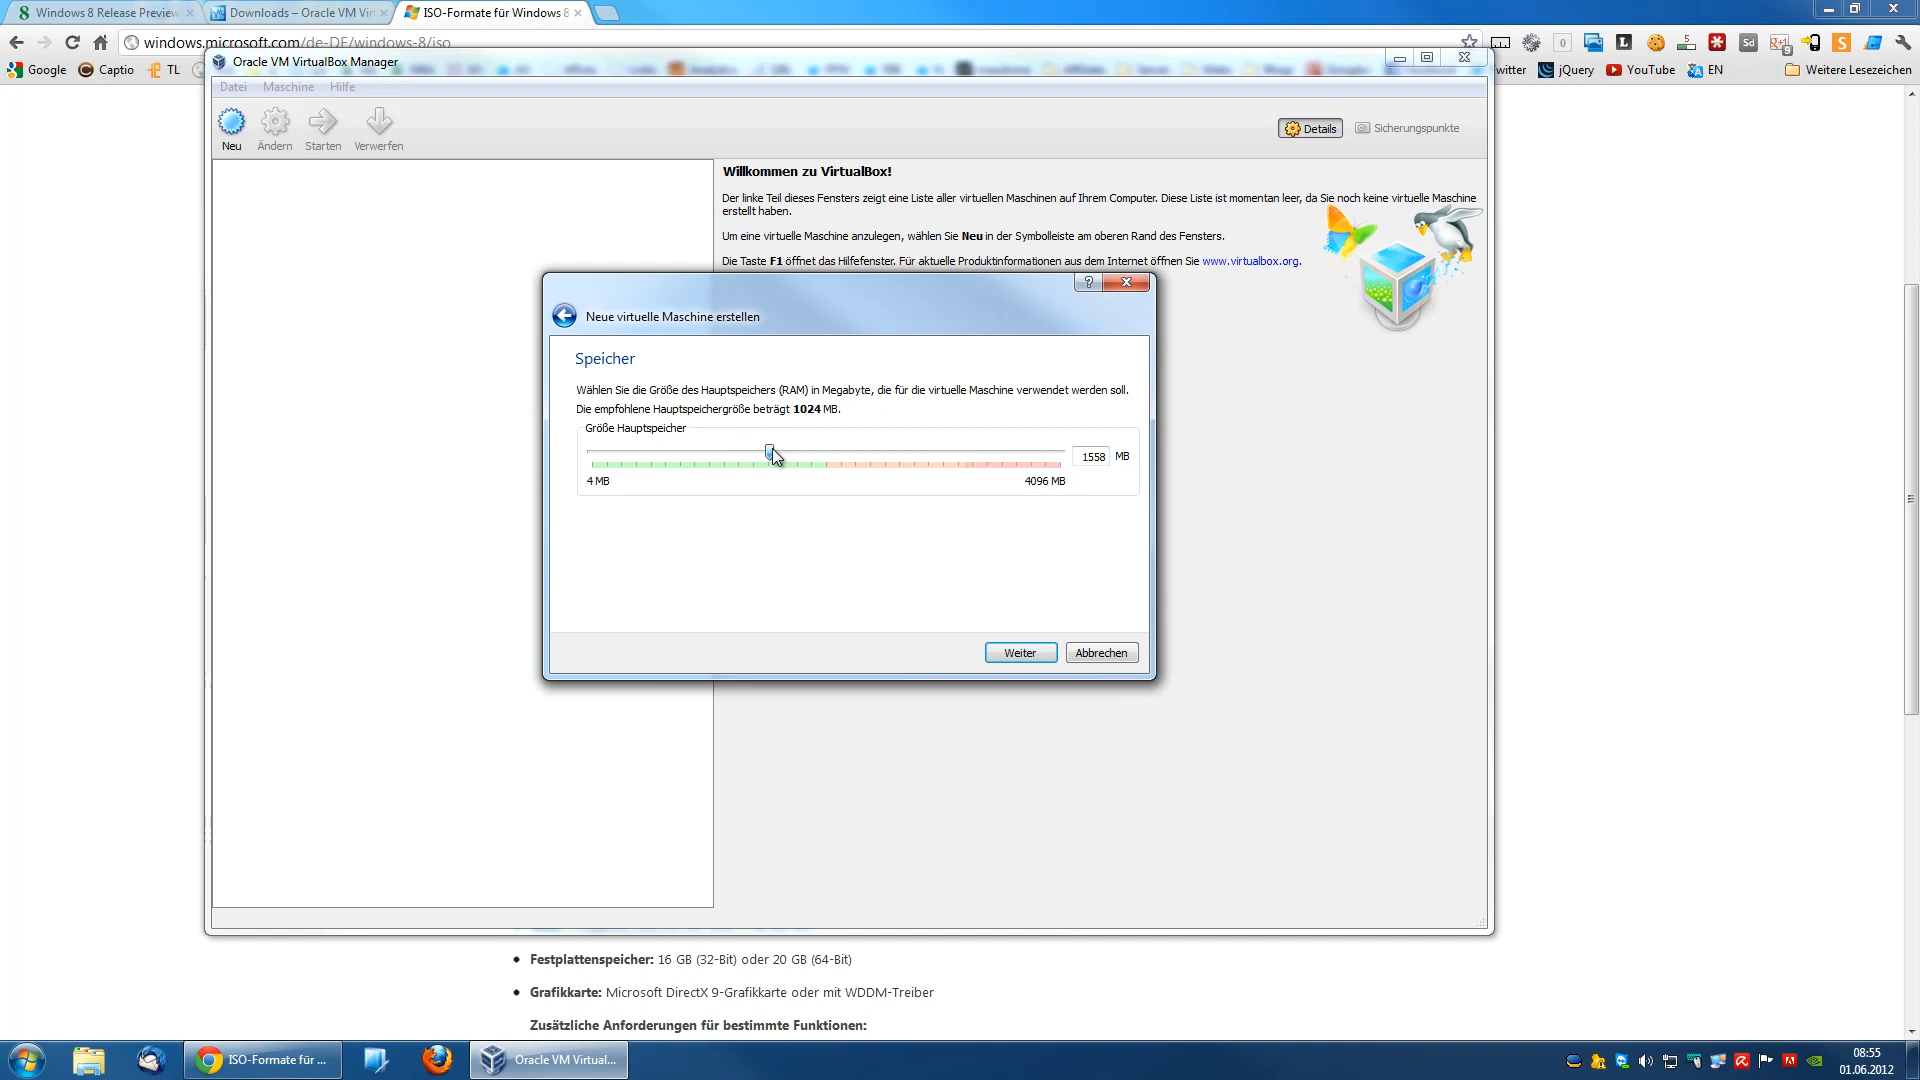 Windows 8 Release Preview
Downloads – Oracle VM Virt
ISO-Formate für Windows 8
windows.microsoft.com/de-DE/windows-8/iso
Google
Captio
TL
Twitter
jQuery
YouTube
EN
Weitere Lesezeichen
Oracle VM VirtualBox Manager
Datei Maschine Hilfe
Neu
Ändern
Starten
Verwerfen
Details
Sicherungspunkte
Willkommen zu VirtualBox!
Der linke Teil dieses Fensters zeigt eine Liste aller virtuellen Maschinen auf Ihrem Computer. Diese Liste ist momentan leer, da Sie noch keine virtuelle Maschine
erstellt haben.
Um eine virtuelle Maschine anzulegen, wählen Sie Neu in der Symbolleiste am oberen Rand des Fensters.
Die Taste F1 öffnet das Hilfefenster. Für aktuelle Produktinformationen aus dem Internet öffnen Sie www.virtualbox.org.
Neue virtuelle Maschine erstellen
Speicher
Wählen Sie die Größe des Hauptspeichers (RAM) in Megabyte, die für die virtuelle Maschine verwendet werden soll.
Die empfohlene Hauptspeichergröße beträgt 1024 MB.
Größe Hauptspeicher
1558 MB
4 MB
4096 MB
Weiter
Abbrechen
• Festplattenspeicher: 16 GB (32-Bit) oder 20 GB (64-Bit)
• Grafikkarte: Microsoft DirectX 9-Grafikkarte oder mit WDDM-Treiber
Zusätzliche Anforderungen für bestimmte Funktionen:
ISO-Formate für ...
Oracle VM Virtual...
08:55
01.06.2012